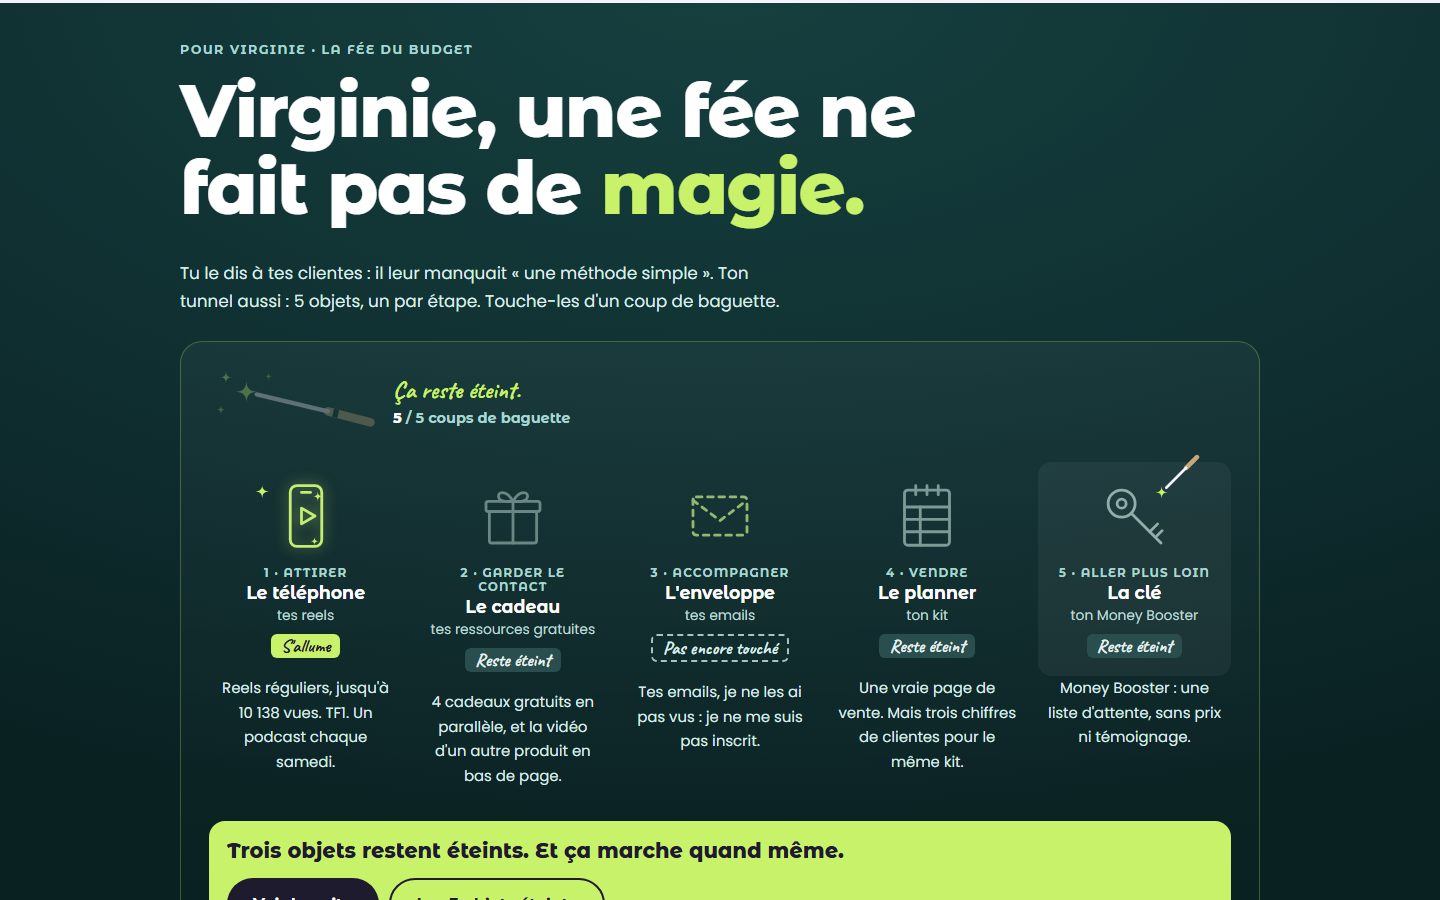 POUR VIRGINIE · LA FÉE DU BUDGET
Virginie, une fée ne
fait pas de magie.
Tu le dis à tes clientes : il leur manquait « une méthode simple ». Ton
tunnel aussi : 5 objets, un par étape. Touche-les d'un coup de baguette.
Ça reste éteint.
5 / 5 coups de baguette
1 · ATTIRER
Le téléphone
tes reels
S'allume
Reels réguliers, jusqu'à
10 138 vues. TF1. Un
podcast chaque
samedi.
2 · GARDER LE
CONTACT
Le cadeau
tes ressources gratuites
Reste éteint
4 cadeaux gratuits en
parallèle, et la vidéo
d'un autre produit en
bas de page.
3 · ACCOMPAGNER
L'enveloppe
tes emails
Pas encore touché
Tes emails, je ne les ai
pas vus : je ne me suis
pas inscrit.
4 · VENDRE
Le planner
ton kit
Reste éteint
Une vraie page de
vente. Mais trois chiffres
de clientes pour le
même kit.
5 · ALLER PLUS LOIN
La clé
ton Money Booster
Reste éteint
Money Booster : une
liste d'attente, sans prix
ni témoignage.
Trois objets restent éteints. Et ça marche quand même.